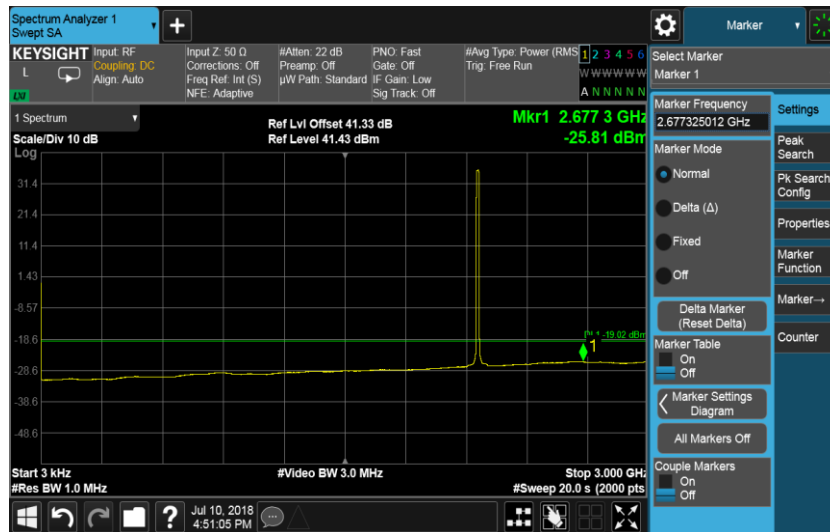 Spectrum Analyzer 1
Swept SA
+
Marker
KEYSIGHT
L
LXI
Input: RF
Coupling: DC
Align: Auto
Input Z: 50 Ω
Corrections: Off
Freq Ref: Int (S)
NFE: Adaptive
#Atten: 22 dB
Preamp: Off
µW Path: Standard
PNO: Fast
Gate: Off
IF Gain: Low
Sig Track: Off
#Avg Type: Power (RMS
Trig: Free Run
1 2 3 4 5 6
W W W W W W
A N N N N N
1 Spectrum
Scale/Div 10 dB
Log
Ref Lvl Offset 41.33 dB
Ref Level 41.43 dBm
Mkr1 2.677 3 GHz
-25.81 dBm
31.4
21.4
11.4
1.43
-8.57
-18.6
-28.6
-38.6
-48.6
DL1 -19.02 dBm
1
Start 3 kHz
#Res BW 1.0 MHz
#Video BW 3.0 MHz
Stop 3.000 GHz
#Sweep 20.0 s (2000 pts
Select Marker
Marker 1
Marker Frequency
2.677325012 GHz
Marker Mode
Normal
Delta (Δ)
Fixed
Off
Delta Marker
(Reset Delta)
Marker Table
On
Off
Marker Settings
Diagram
All Markers Off
Couple Markers
On
Off
Settings
Peak
Search
Pk Search
Config
Properties
Marker
Function
Marker→
Counter
?
Jul 10, 2018
4:51:05 PM